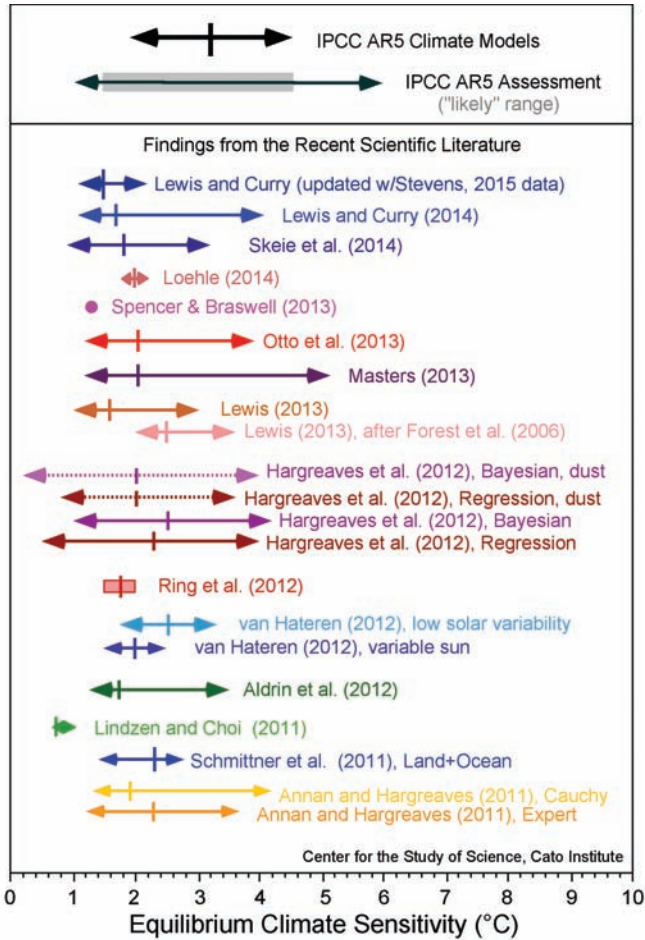 IPCC AR5 Climate Models
IPCC AR5 Assessment
("likely" range)
Findings from the Recent Scientific Literature
Lewis and Curry (updated w/Stevens, 2015 data)
Lewis and Curry (2014)
Skeie et al. (2014)
Loehle (2014)
Spencer & Braswell (2013)
Otto et al. (2013)
Masters (2013)
Lewis (2013)
Lewis (2013), after Forest et al. (2006)
Hargreaves et al. (2012), Bayesian, dust
Hargreaves et al. (2012), Regression, dust
Hargreaves et al. (2012), Bayesian
Hargreaves et al. (2012), Regression
Ring et al. (2012)
van Hateren (2012), low solar variability
van Hateren (2012), variable sun
Aldrin et al. (2012)
Lindzen and Choi (2011)
Schmittner et al. (2011), Land+Ocean
Annan and Hargreaves (2011), Cauchy
Annan and Hargreaves (2011), Expert
Center for the Study of Science, Cato Institute
0 1 2 3 4 5 6 7 8 9 10
Equilibrium Climate Sensitivity (°C)